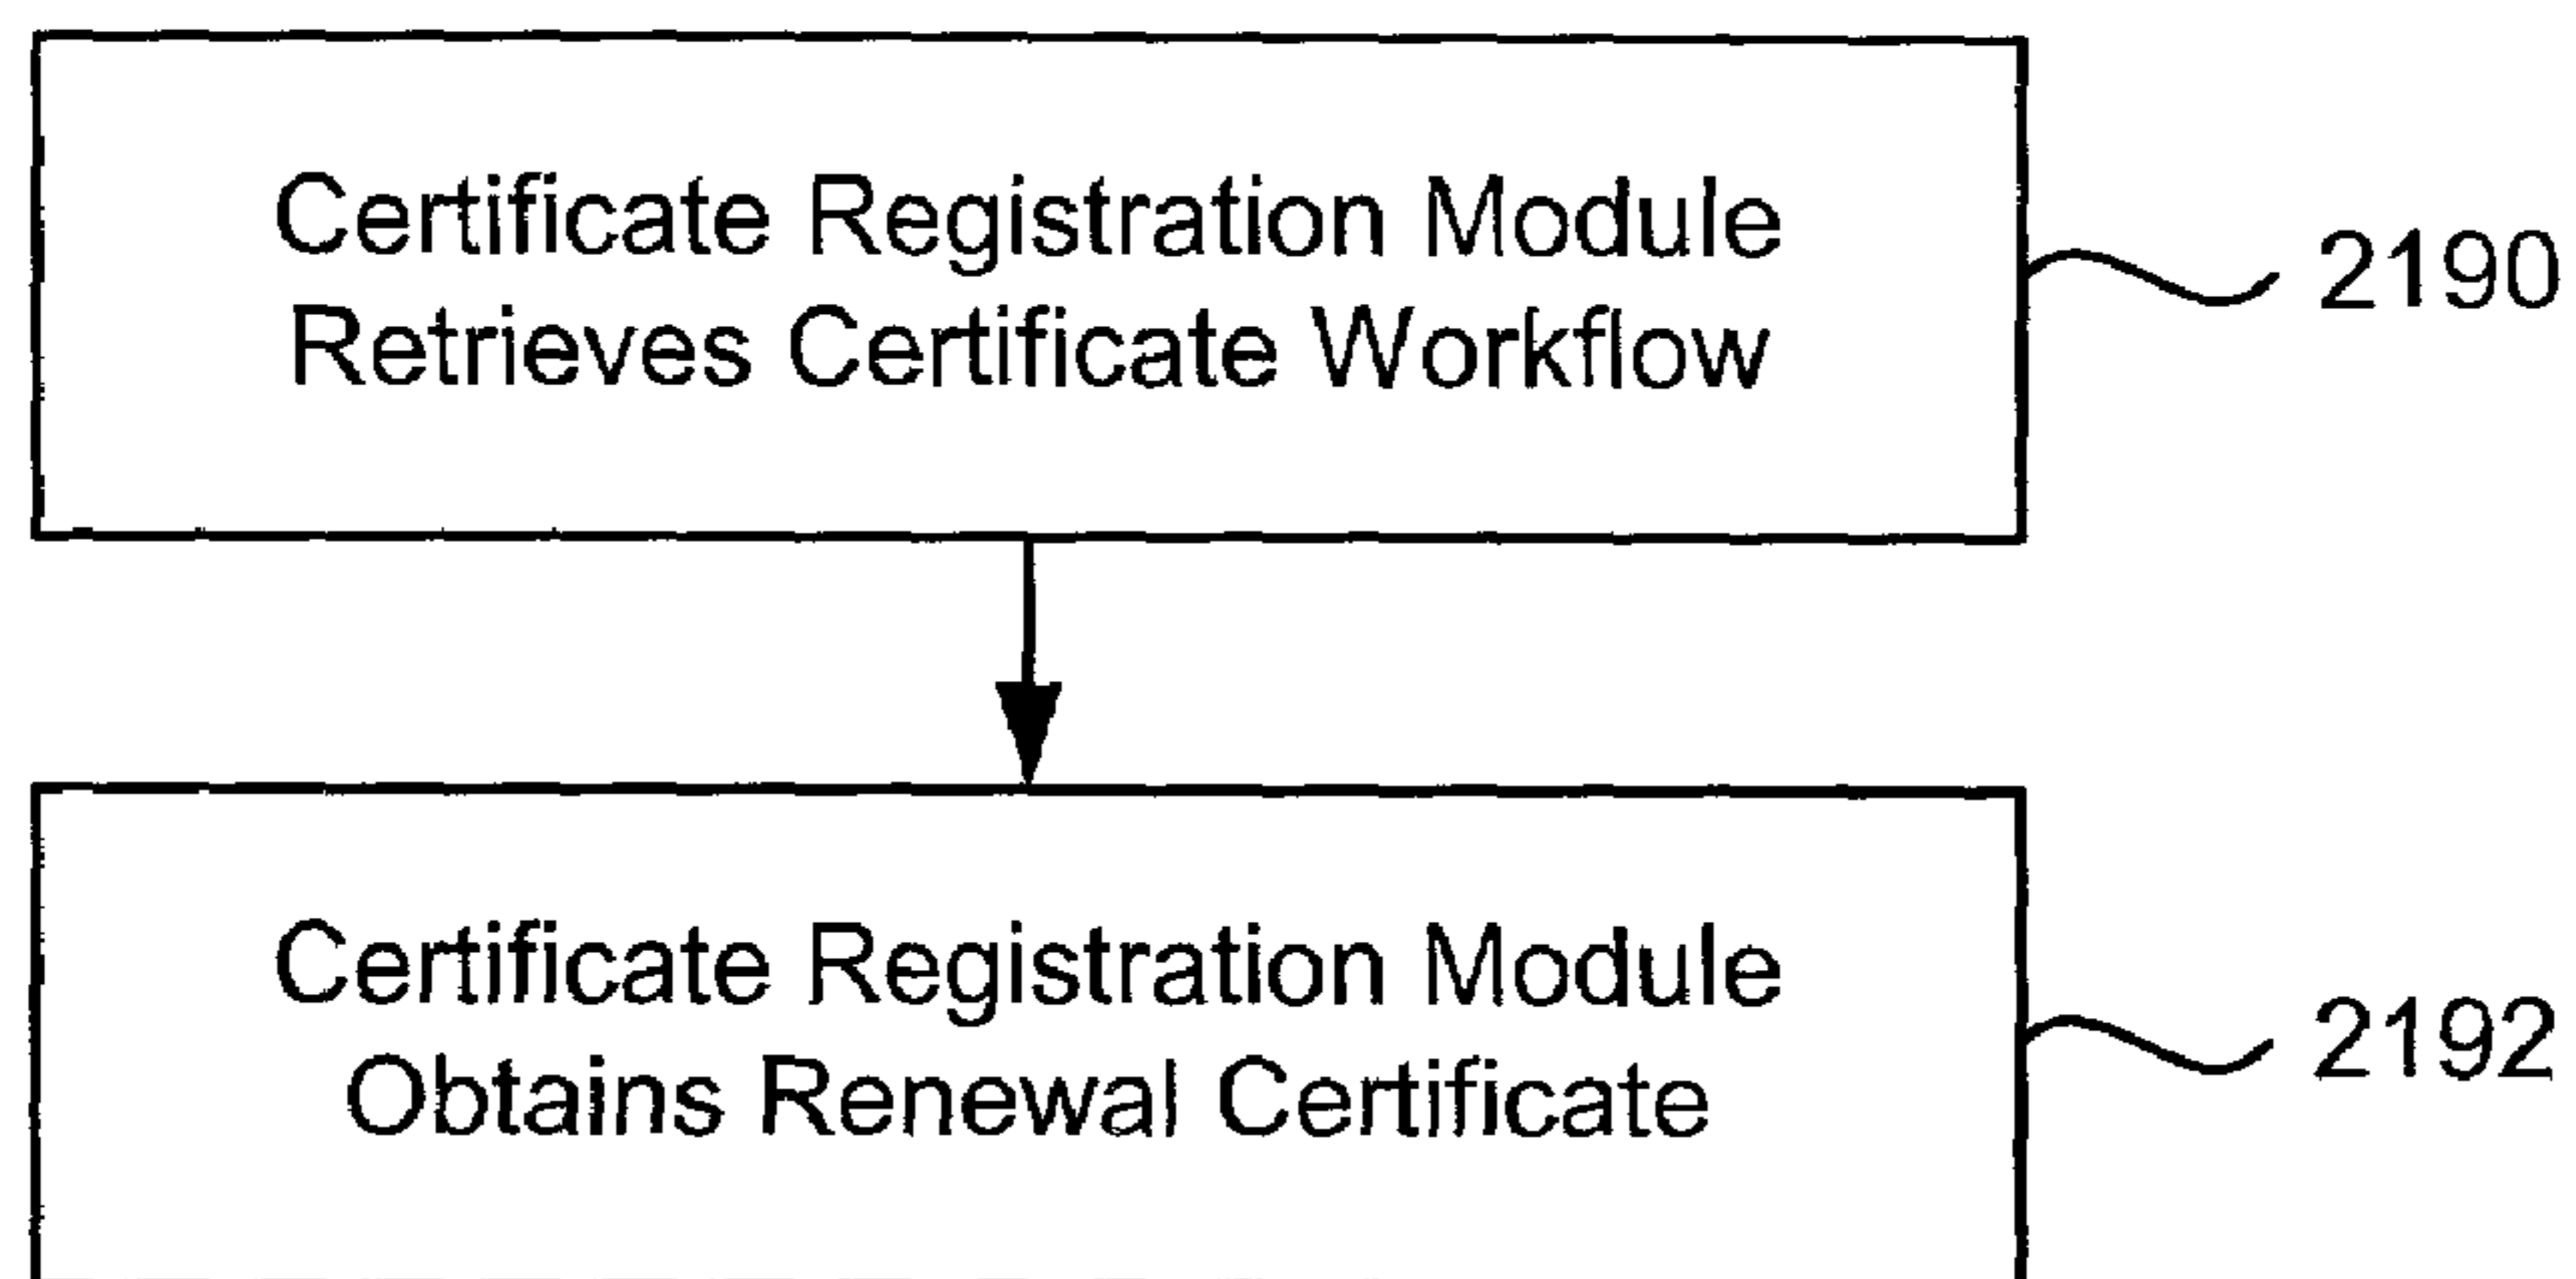 Certificate Registration Module
Retrieves Certificate Workflow
2190
Certificate Registration Module
Obtains Renewal Certificate
2192